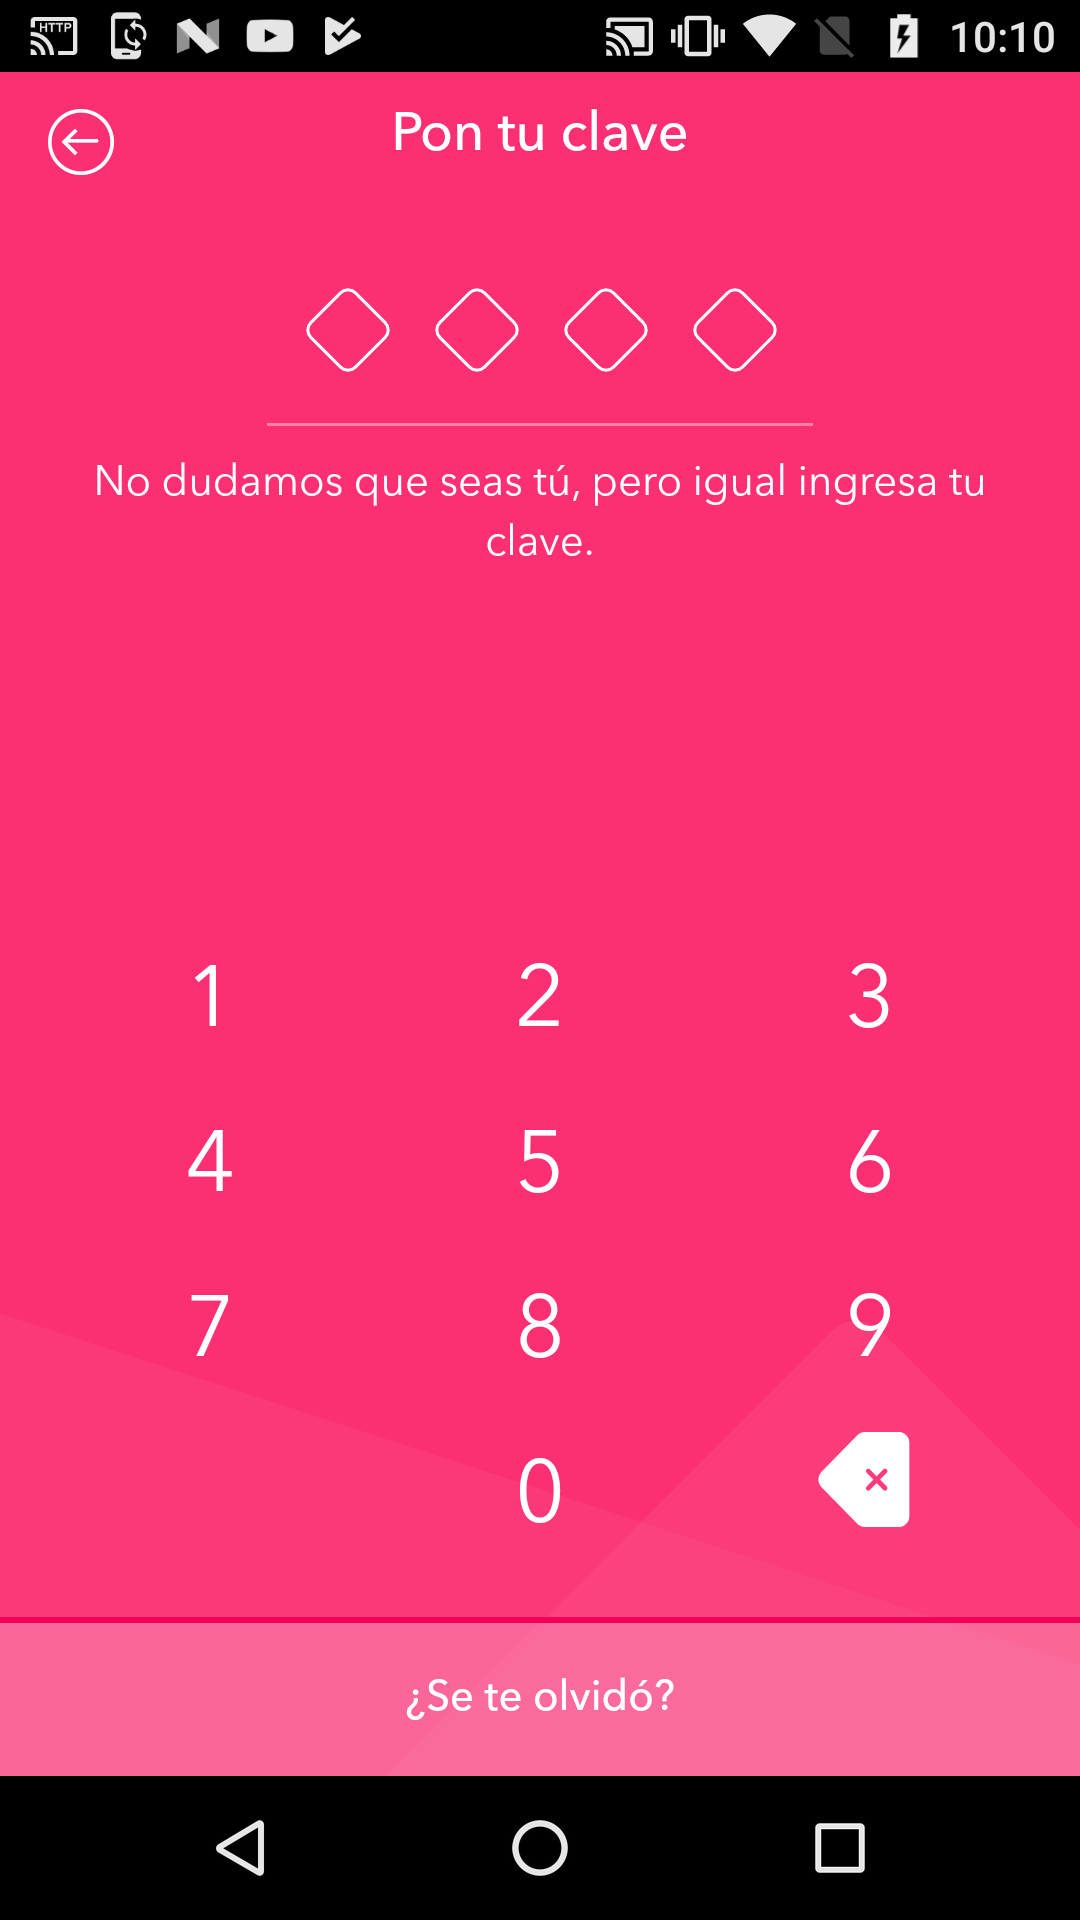 HTTP
10:10
Pon tu clave
No dudamos que seas tú, pero igual ingresa tu
clave.
1 2 3
4 5 6
7 8 9
0
¿Se te olvidó?